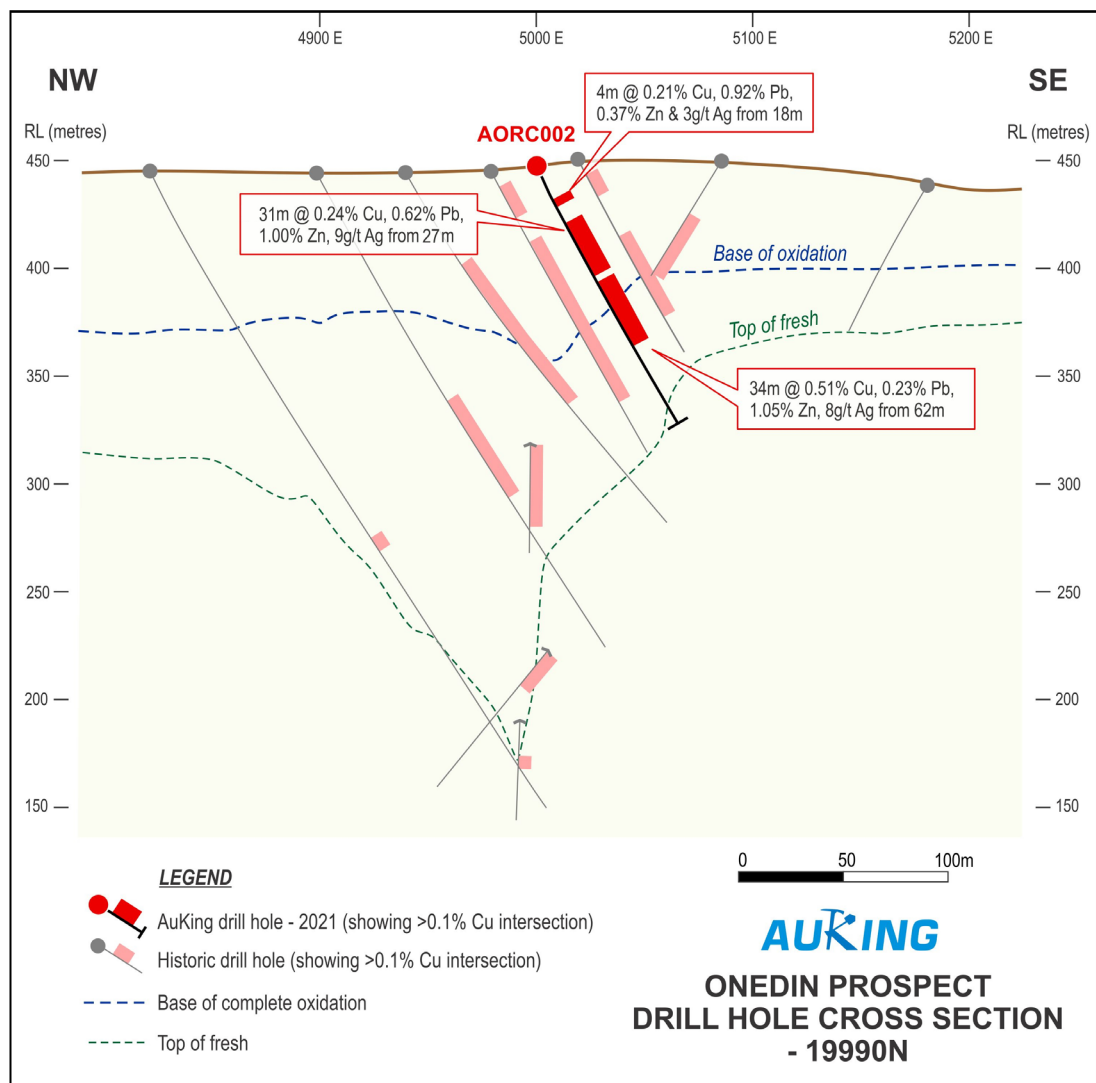 4900 E
5000 E
5100 E
5200 E
NW
SE
RL (metres)
RL (metres)
4m @ 0.21% Cu, 0.92% Pb,
0.37% Zn & 3g/t Ag from 18m
AORC002
31m @ 0.24% Cu, 0.62% Pb,
1.00% Zn, 9g/t Ag from 27m
34m @ 0.51% Cu, 0.23% Pb,
1.05% Zn, 8g/t Ag from 62m
Base of oxidation
Top of fresh
450
400
350
300
250
200
150
450
400
350
300
250
200
150
LEGEND
AuKing drill hole - 2021 (showing >0.1% Cu intersection)
Historic drill hole (showing >0.1% Cu intersection)
Base of complete oxidation
Top of fresh
0
50
100m
AUKING
ONEDIN PROSPECT
DRILL HOLE CROSS SECTION
- 19990N